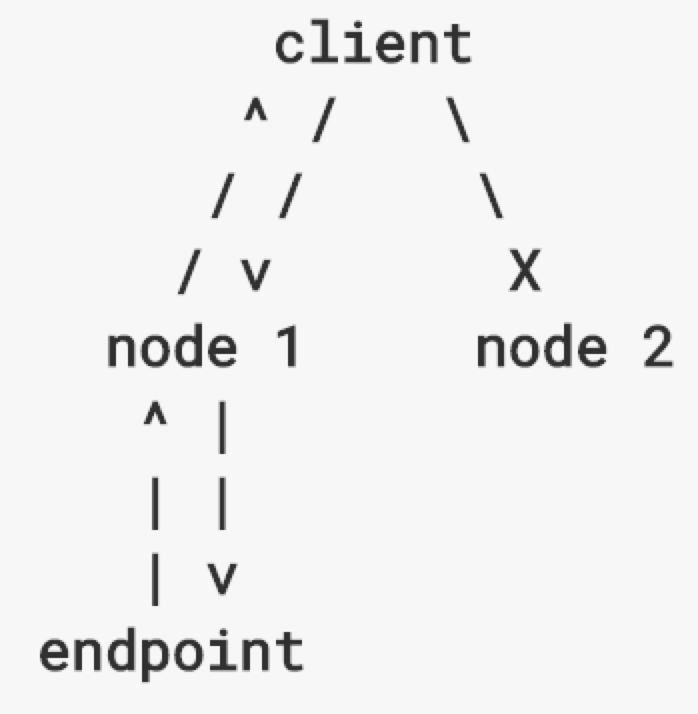 client
          ^ /   \
         / /     \
        / v       X
    node 1     node 2
     ^ |
     | |
     | v
  endpoint